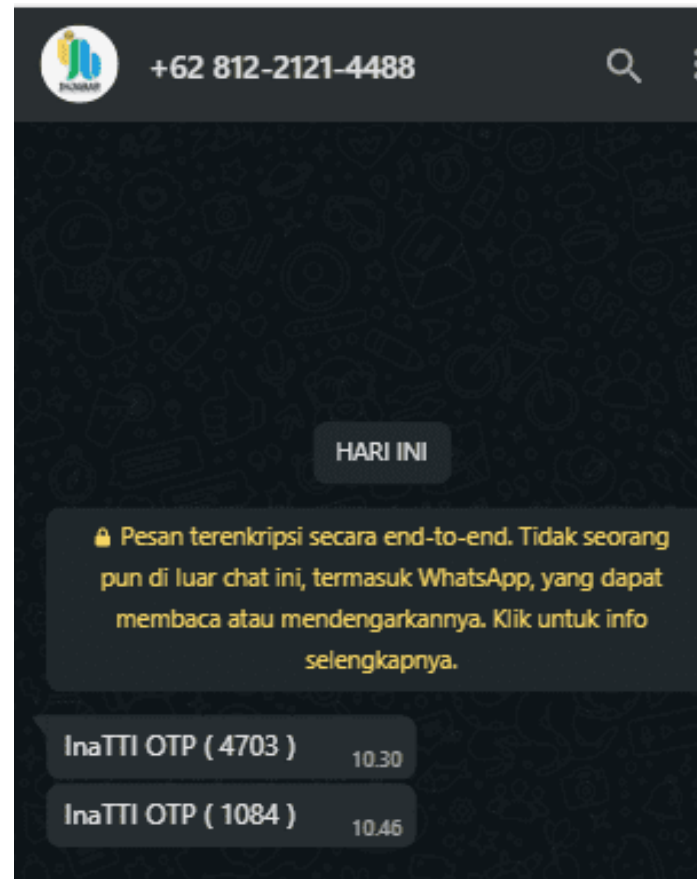 +62 812-2121-4488
HARI INI
Pesan terenkripsi secara end-to-end. Tidak seorang
pun di luar chat ini, termasuk WhatsApp, yang dapat
membaca atau mendengarkannya. Klik untuk info
selengkapnya.
InaTTI OTP ( 4703 ) 10.30
InaTTI OTP ( 1084 ) 10.46